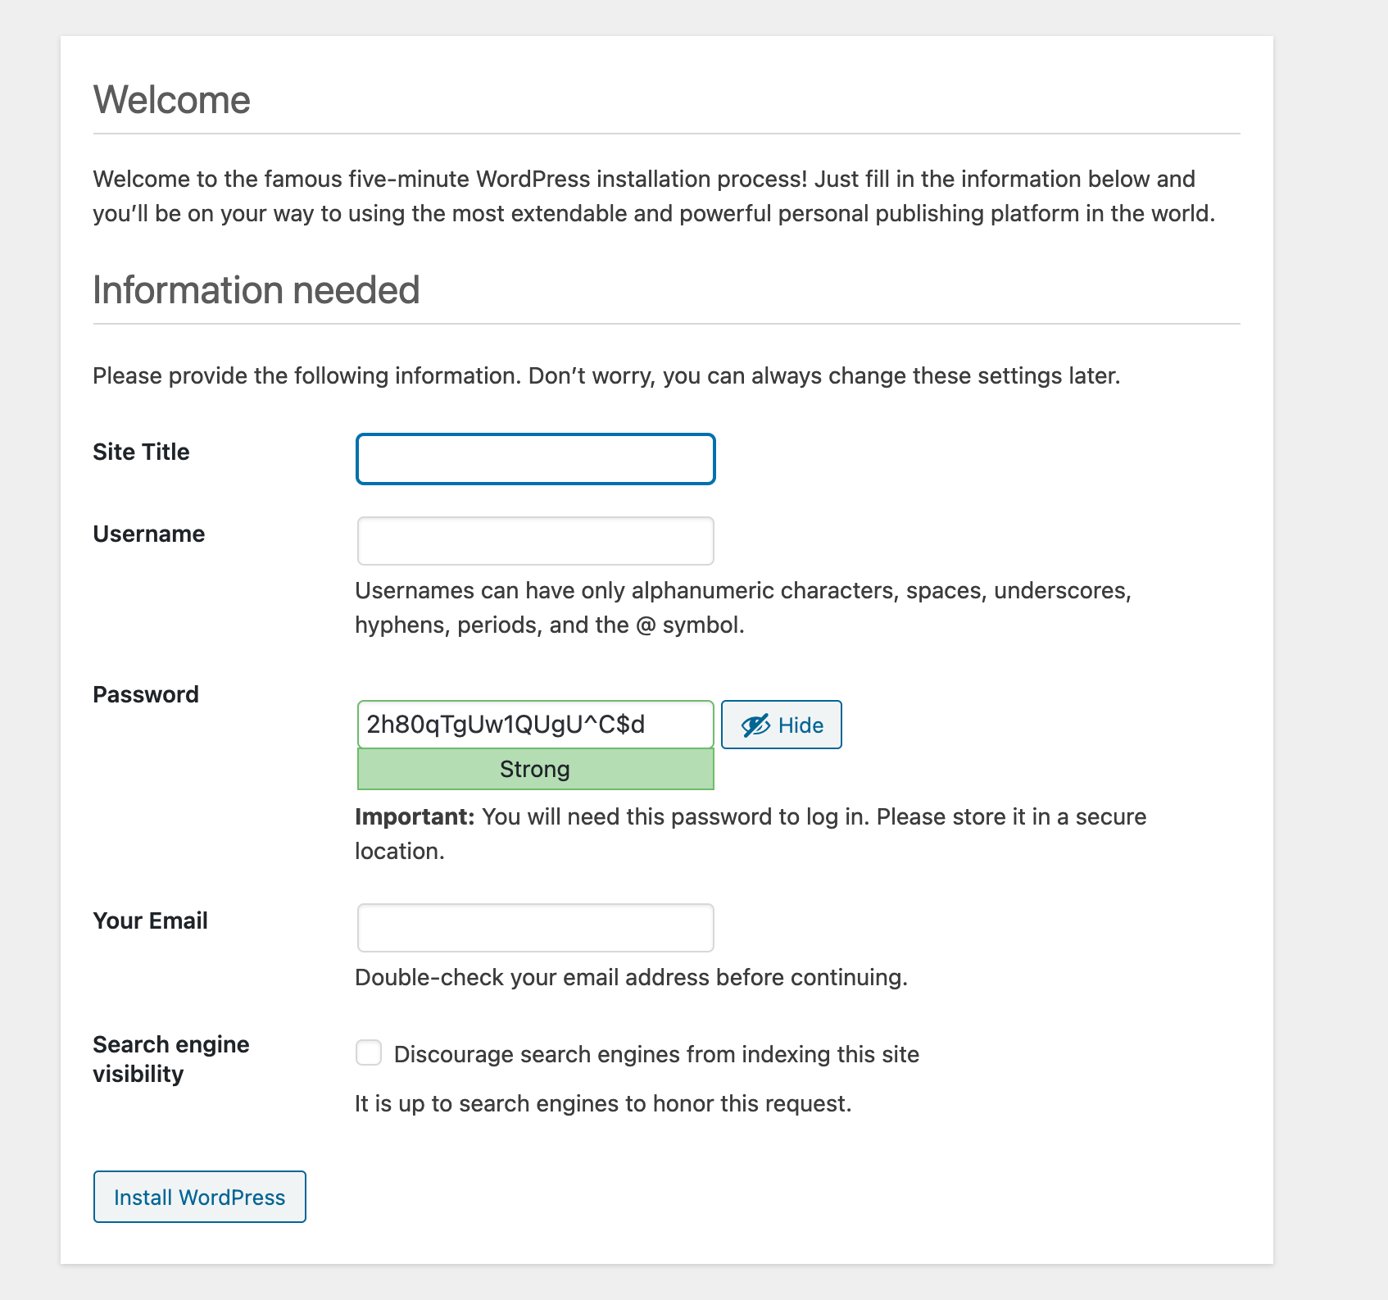 Welcome
Welcome to the famous five-minute WordPress installation process! Just fill in the information below and
you’ll be on your way to using the most extendable and powerful personal publishing platform in the world.
Information needed
Please provide the following information. Don’t worry, you can always change these settings later.
Site Title
Username
Usernames can have only alphanumeric characters, spaces, underscores,
hyphens, periods, and the @ symbol.
Password
2h80qTgUw1QUgU^C$d
Hide
Strong
Important: You will need this password to log in. Please store it in a secure
location.
Your Email
Double-check your email address before continuing.
Search engine
visibility
Discourage search engines from indexing this site
It is up to search engines to honor this request.
Install WordPress